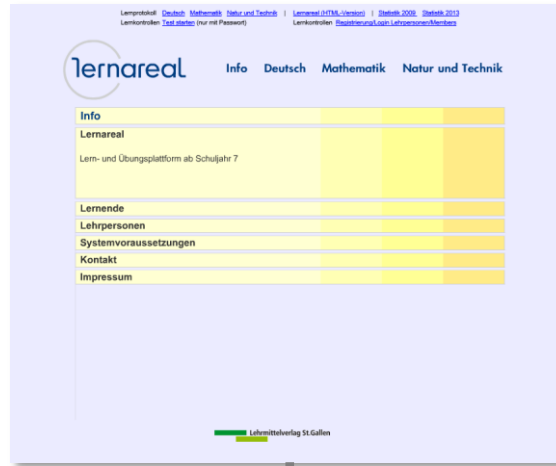 Lernprotokoll Deutsch Mathematik Natur und Technik | Lernareal (HTML-Version) | Statistik 2009 Statistik 2013
Lernkontrollen Test starten (nur mit Passwort) Lernkontrollen Registrierung/Login Lehrpersonen/Members
lernareal Info Deutsch Mathematik Natur und Technik
Info
Lernareal
Lern- und Übungsplattform ab Schuljahr 7
Lernende
Lehrpersonen
Systemvoraussetzungen
Kontakt
Impressum
Lehrmittelverlag St.Gallen